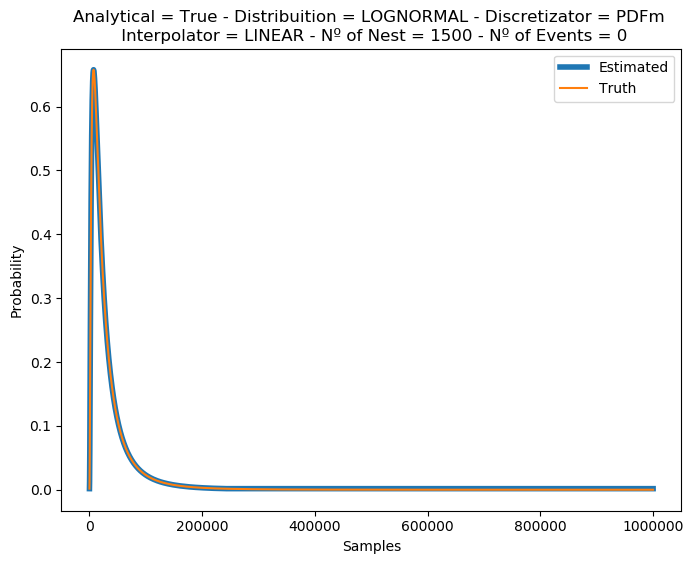 Analytical = True - Distribuition = LOGNORMAL - Discretizator = PDFm
Interpolator = LINEAR - Nº of Nest = 1500 - Nº of Events = 0
Estimated
Truth
0.6
0.5
0.4
0.3
0.2
0.1
0.0
Probability
0 200000 400000 600000 800000 1000000
Samples